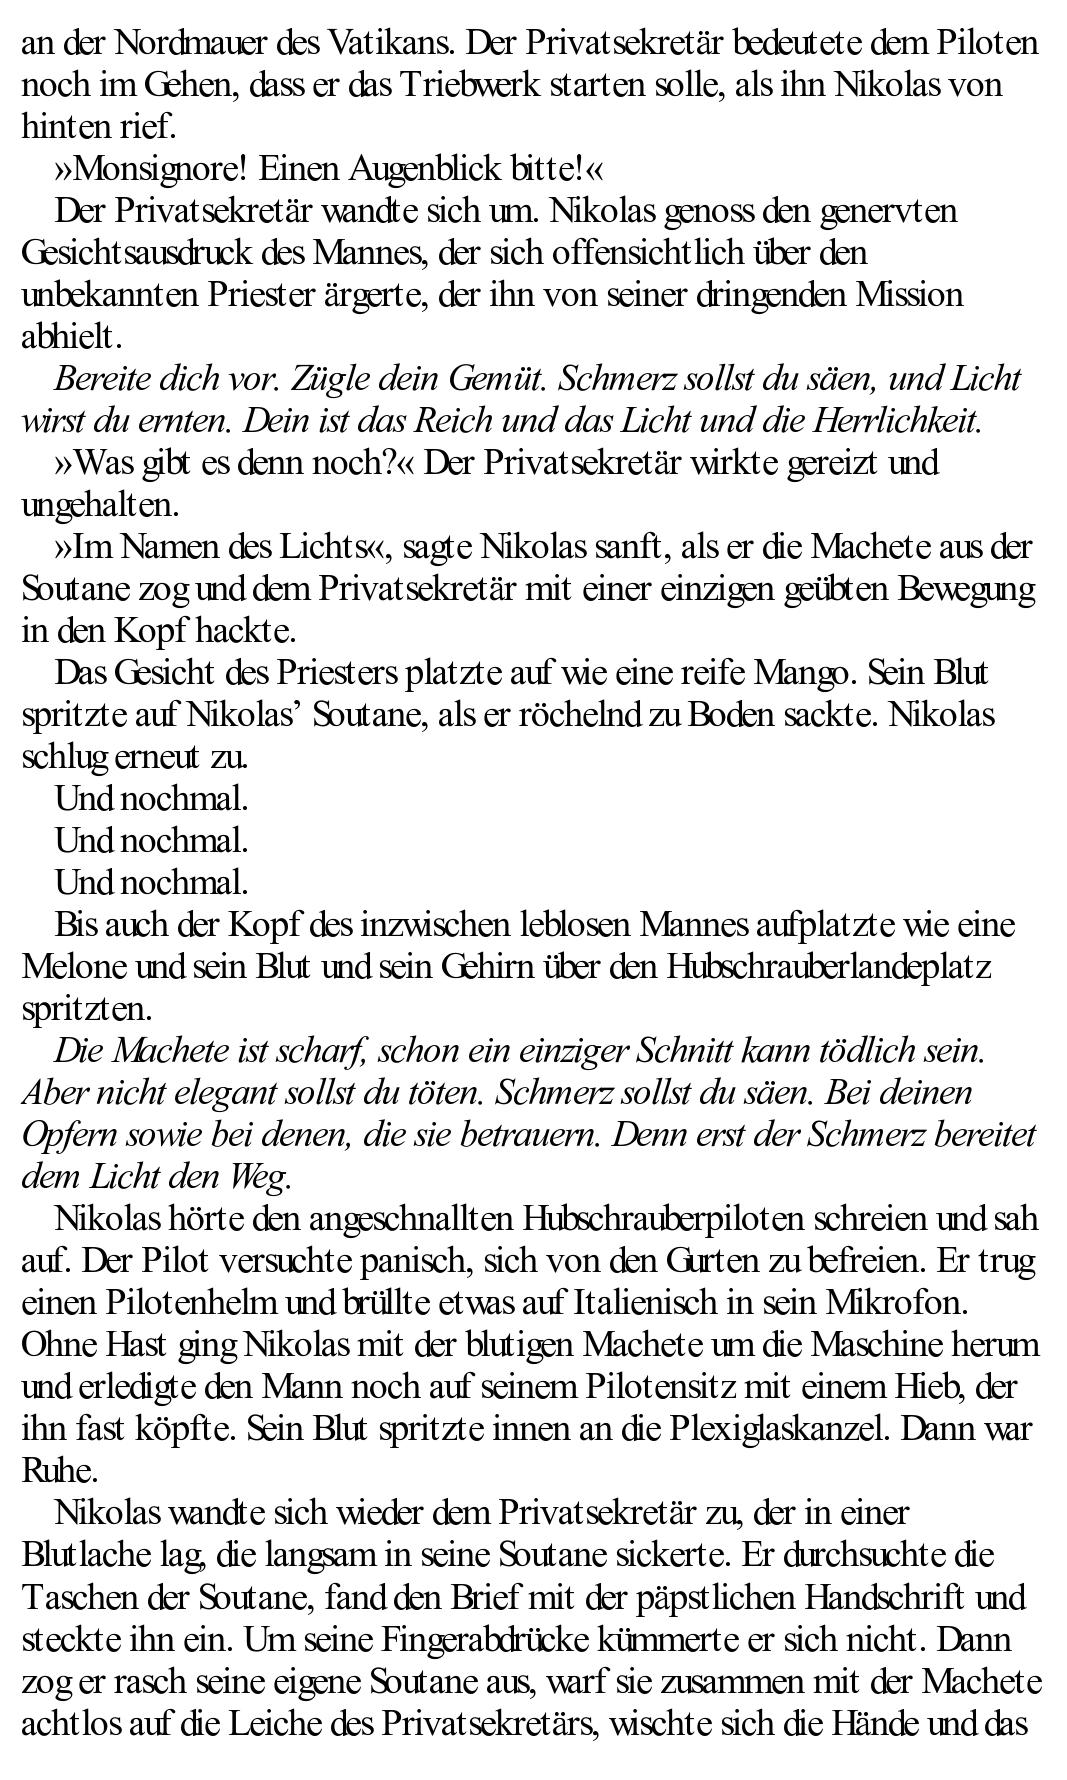 an der Nordmauer des Vatikans. Der Privatsekretär bedeutete dem Piloten
noch im Gehen, dass er das Triebwerk starten solle, als ihn Nikolas von
hinten rief.
»Monsignore! Einen Augenblick bitte!«
Der Privatsekretär wandte sich um. Nikolas genoss den genervten
Gesichtsausdruck des Mannes, der sich offensichtlich über den
unbekannten Priester ärgerte, der ihn von seiner dringenden Mission
abhielt.
Bereite dich vor. Zügle dein Gemüt. Schmerz sollst du säen, und Licht
wirst du ernten. Dein ist das Reich und das Licht und die Herrlichkeit.
»Was gibt es denn noch?« Der Privatsekretär wirkte gereizt und
ungehalten.
»Im Namen des Lichts«, sagte Nikolas sanft, als er die Machete aus der
Soutane zog und dem Privatsekretär mit einer einzigen geübten Bewegung
in den Kopf hackte.
Das Gesicht des Priesters platzte auf wie eine reife Mango. Sein Blut
spritzte auf Nikolas’ Soutane, als er röchelnd zu Boden sackte. Nikolas
schlug erneut zu.
Und nochmal.
Und nochmal.
Und nochmal.
Bis auch der Kopf des inzwischen leblosen Mannes aufplatzte wie eine
Melone und sein Blut und sein Gehirn über den Hubschrauberlandeplatz
spritzten.
Die Machete ist scharf, schon ein einziger Schnitt kann tödlich sein.
Aber nicht elegant sollst du töten. Schmerz sollst du säen. Bei deinen
Opfern sowie bei denen, die sie betrauern. Denn erst der Schmerz bereitet
dem Licht den Weg.
Nikolas hörte den angeschnallten Hubschrauberpiloten schreien und sah
auf. Der Pilot versuchte panisch, sich von den Gurten zu befreien. Er trug
einen Pilotenhelm und brüllte etwas auf Italienisch in sein Mikrofon.
Ohne Hast ging Nikolas mit der blutigen Machete um die Maschine herum
und erledigte den Mann noch auf seinem Pilotensitz mit einem Hieb, der
ihn fast köpfte. Sein Blut spritzte innen an die Plexiglaskanzel. Dann war
Ruhe.
Nikolas wandte sich wieder dem Privatsekretär zu, der in einer
Blutlache lag, die langsam in seine Soutane sickerte. Er durchsuchte die
Taschen der Soutane, fand den Brief mit der päpstlichen Handschrift und
steckte ihn ein. Um seine Fingerabdrücke kümmerte er sich nicht. Dann
zog er rasch seine eigene Soutane aus, warf sie zusammen mit der Machete
achtlos auf die Leiche des Privatsekretärs, wischte sich die Hände und das